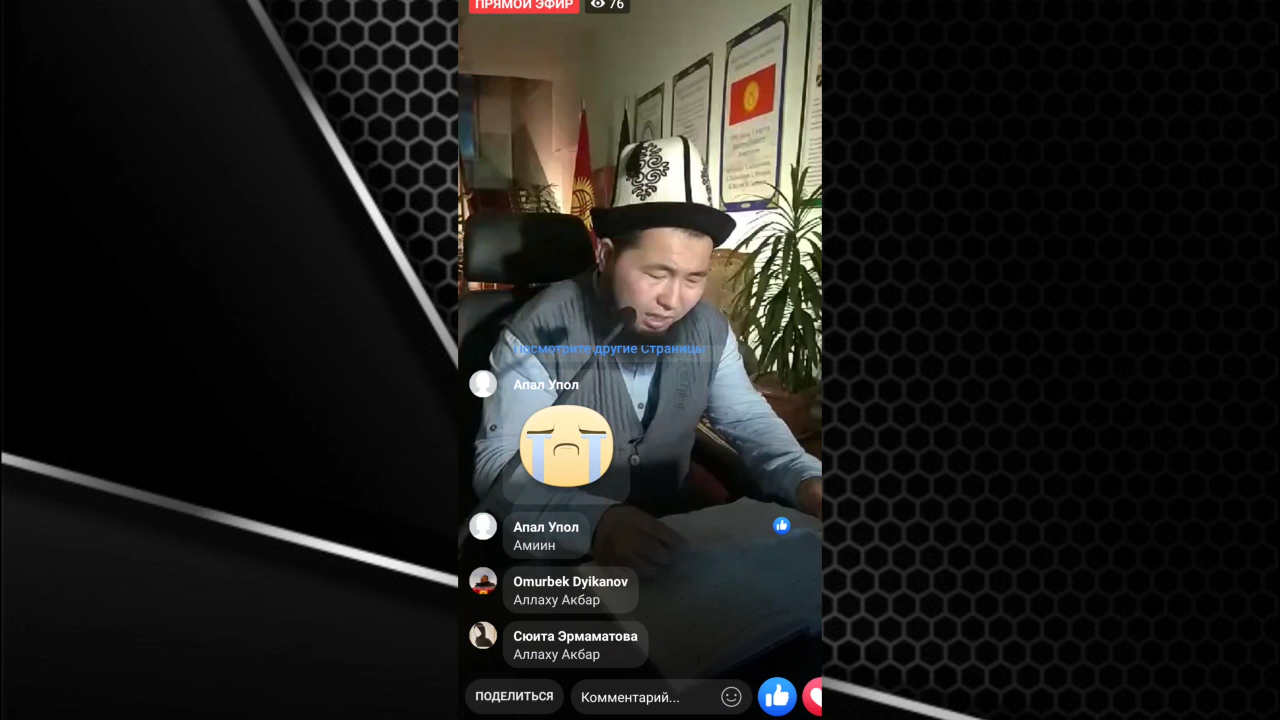 ПРЯМОЙ ЭФИР
76
Посмотрите другие Страницы
Апал Упол
Апал Упол
Амиин
Omurbek Dyikanov
Аллаху Акбар
Сюита Эрмаматова
Аллаху Акбар
ПОДЕЛИТЬСЯ
Комментарий...